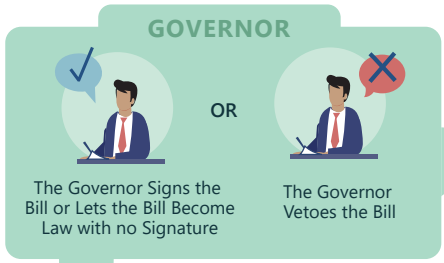 GOVERNOR
OR
The Governor Signs the
Bill or Lets the Bill Become
Law with no Signature
The Governor
Vetoes the Bill